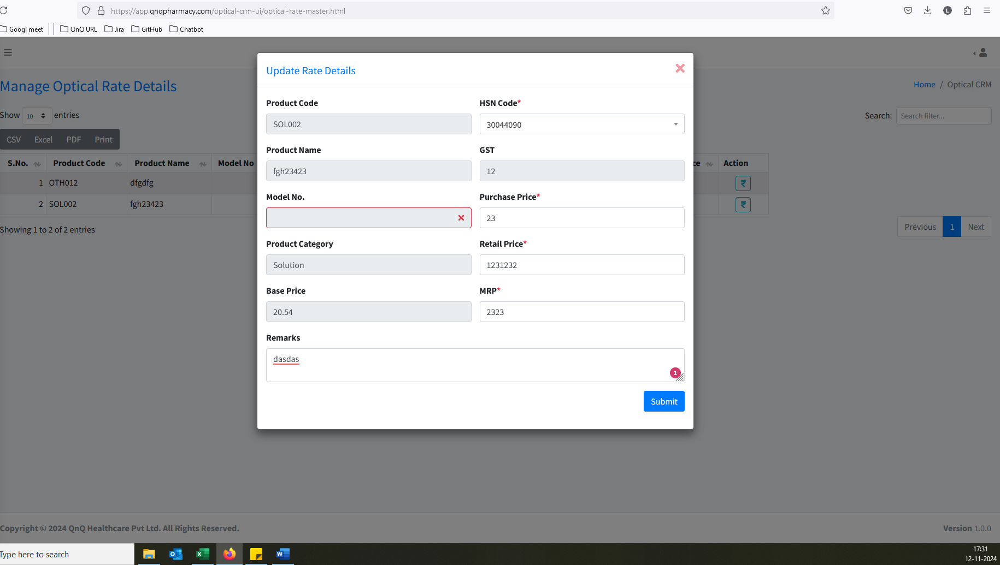 https://app.qnqpharmacy.com/optical-crm-ui/optical-rate-master.html
L
Googl meet
QnQ URL
Jira
GitHub
Chatbot
Update Rate Details
Manage Optical Rate Details
Home / Optical CRM
Show 10 entries
Search: Search filter...
CSV Excel PDF Print
S.No. Product Code Product Name Model No ce Action
1 OTH012 dfgdfg
2 SOL002 fgh23423
Showing 1 to 2 of 2 entries
Previous 1 Next
Product Code
SOL002
HSN Code*
30044090
Product Name
fgh23423
GST
12
Model No.
Purchase Price*
23
Product Category
Solution
Retail Price*
1231232
Base Price
20.54
MRP*
2323
Remarks
dasdas
1
Submit
Copyright © 2024 QnQ Healthcare Pvt Ltd. All Rights Reserved.
Version 1.0.0
Type here to search
17:31
12-11-2024